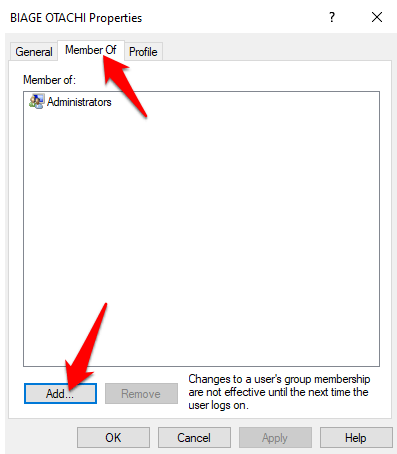 BIAGE OTACHI Properties
General Member Of Profile
Member of:
Administrators
Changes to a user's group membership
are not effective until the next time the
user logs on.
Add... Remove
OK Cancel Apply Help